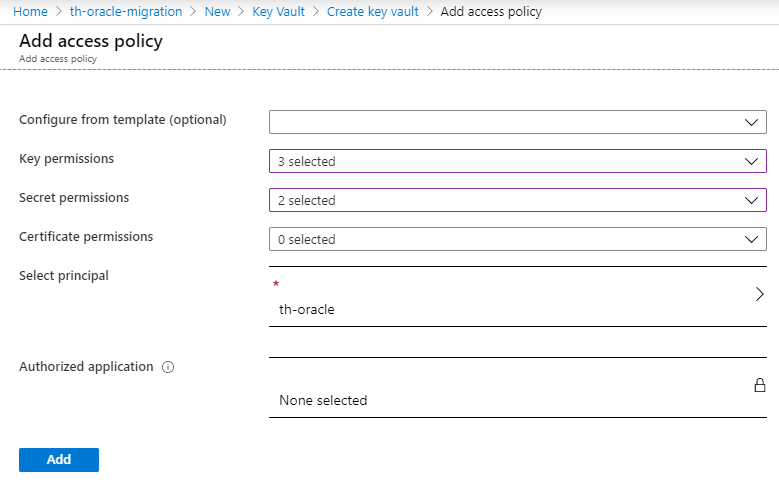 Home > th-oracle-migration > New > Key Vault > Create key vault > Add access policy
Add access policy
Add access policy
Configure from template (optional)
Key permissions
3 selected
Secret permissions
2 selected
Certificate permissions
0 selected
Select principal
*
th-oracle
Authorized application
None selected
Add